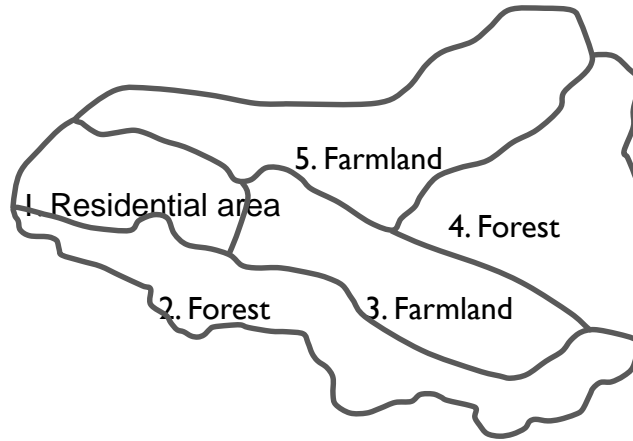 5. Farmland
1. Residential area
4. Forest
2. Forest
3. Farmland